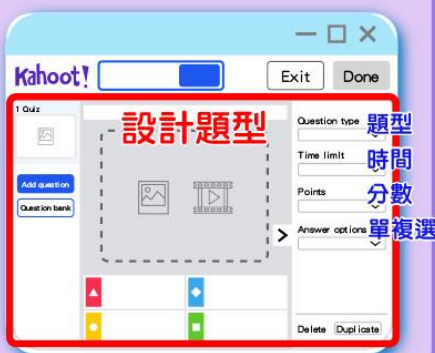 Kahoot!
Exit
Done
1 Quiz
Add question
Question bank
設計題型
Question type
題型
Time limit
時間
Points
分數
Answer options
單複選
Delete
Duplicate